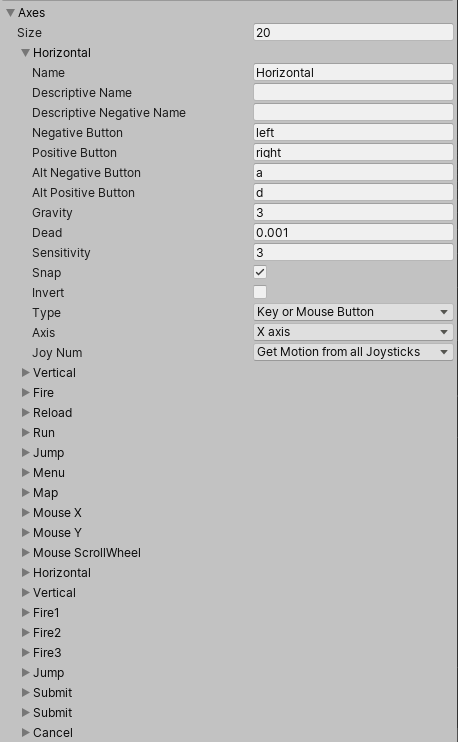 Axes
Size 20
Horizontal
Name Horizontal
Descriptive Name
Descriptive Negative Name
Negative Button left
Positive Button right
Alt Negative Button a
Alt Positive Button d
Gravity 3
Dead 0.001
Sensitivity 3
Snap
Invert
Type Key or Mouse Button
Axis X axis
Joy Num Get Motion from all Joysticks
Vertical
Fire
Reload
Run
Jump
Menu
Map
Mouse X
Mouse Y
Mouse ScrollWheel
Horizontal
Vertical
Fire1
Fire2
Fire3
Jump
Submit
Submit
Cancel